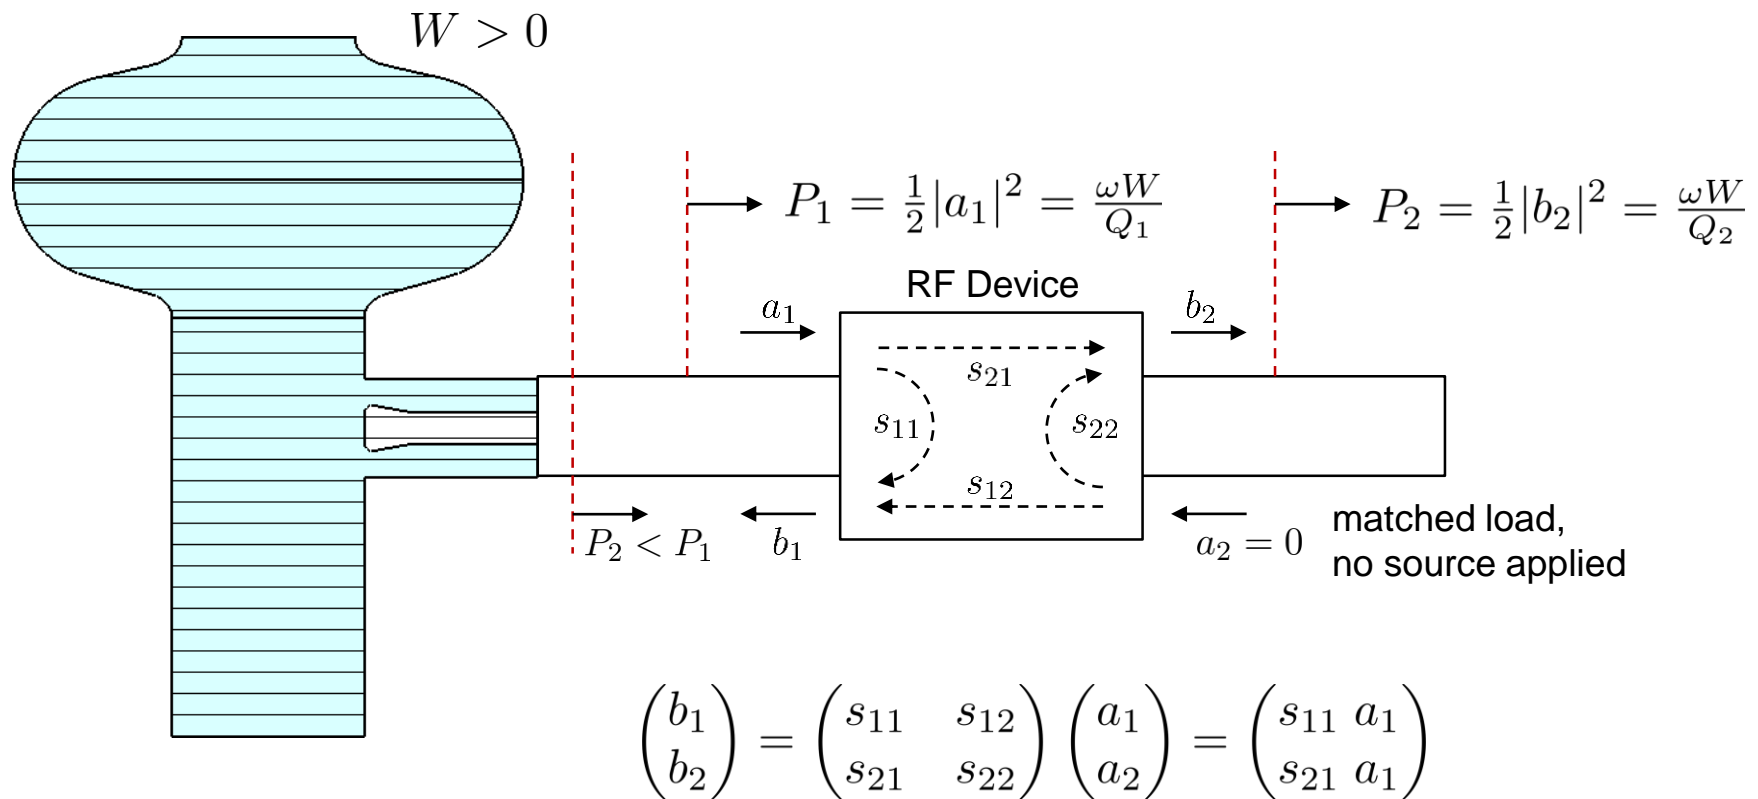 W > 0
P₁ = ½|a₁|² = ωW/Q₁
P₂ = ½|b₂|² = ωW/Q₂
RF Device
a₁
b₂
s₂₁
s₁₁
s₂₂
s₁₂
P₂ < P₁
b₁
a₂ = 0
matched load,
no source applied
(b₁ b₂) = (s₁₁ s₁₂ s₂₁ s₂₂) (a₁ a₂) = (s₁₁ a₁ s₂₁ a₁)